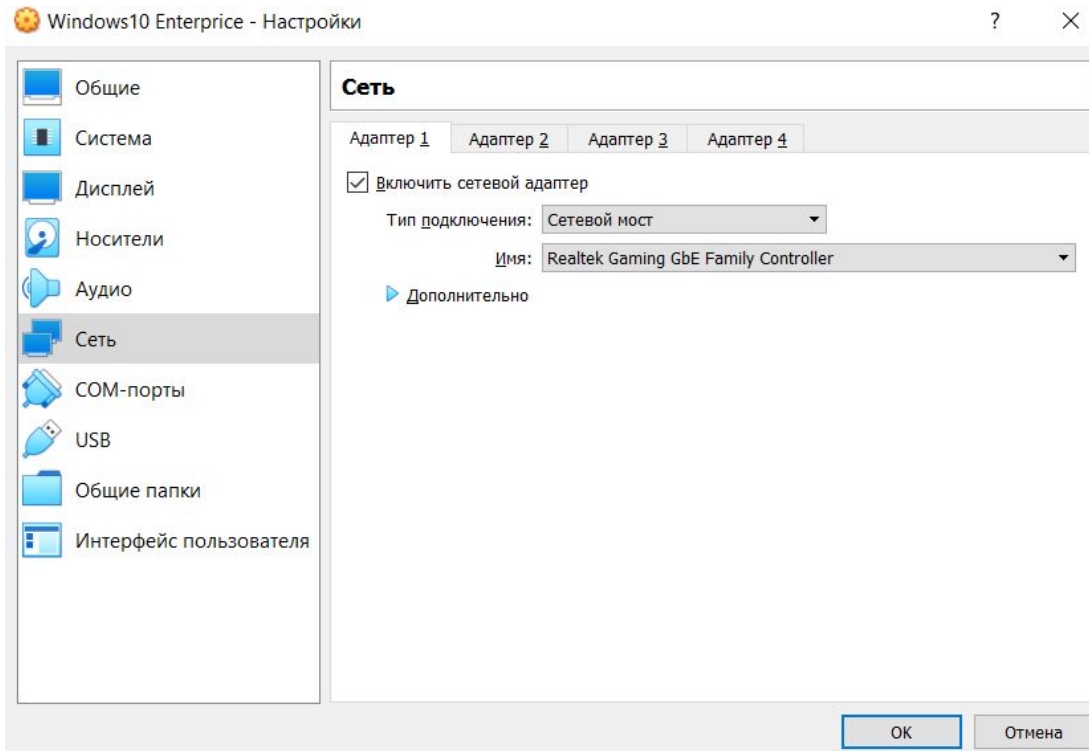 Windows10 Enterprice - Настройки
?
Общие
Система
Дисплей
Носители
Аудио
Сеть
COM-порты
USB
Общие папки
Интерфейс пользователя
Сеть
Адаптер 1 Адаптер 2 Адаптер 3 Адаптер 4
Включить сетевой адаптер
Тип подключения: Сетевой мост
Имя: Realtek Gaming GbE Family Controller
Дополнительно
OK Отмена